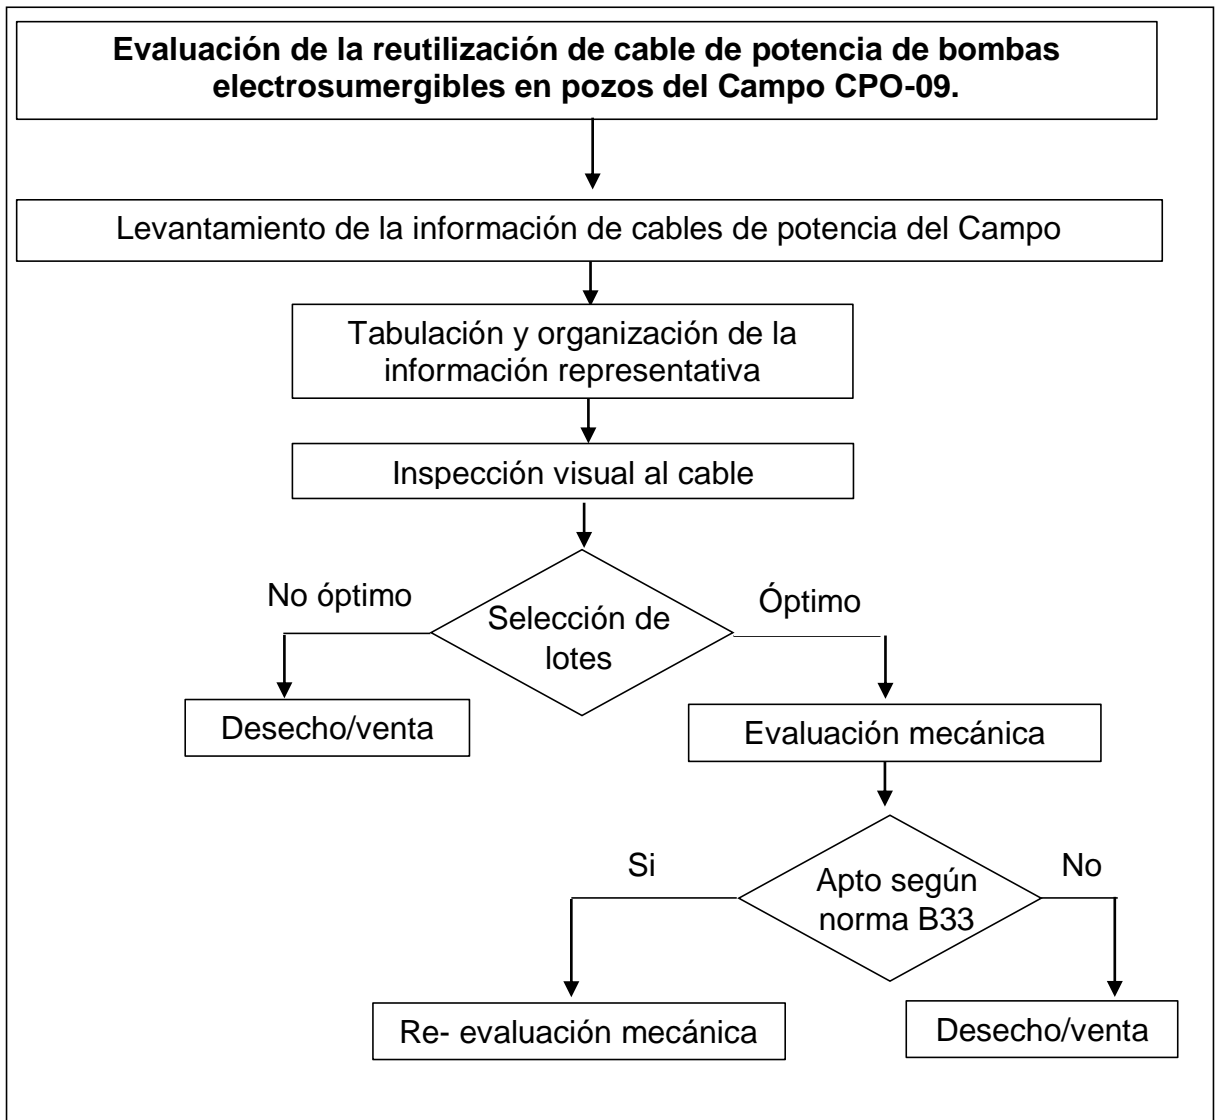 Evaluación de la reutilización de cable de potencia de bombas
electrosumergibles en pozos del Campo CPO-09.
Levantamiento de la información de cables de potencia del Campo
Tabulación y organización de la
información representativa
Inspección visual al cable
No óptimo
Óptimo
Selección de
lotes
Desecho/venta
Evaluación mecánica
Si
No
Apto según
norma B33
Re- evaluación mecánica
Desecho/venta